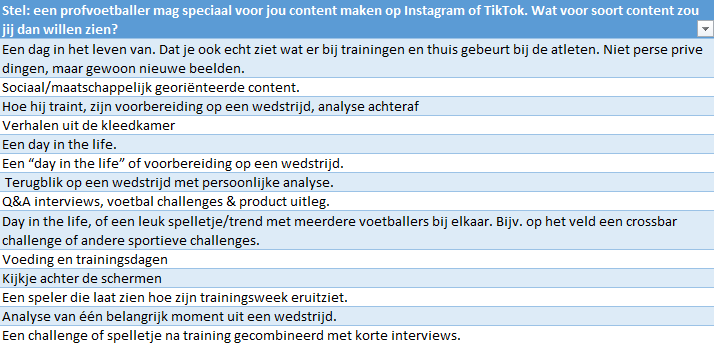 Stel: een profvoetballer mag speciaal voor jou content maken op Instagram of TikTok. Wat voor soort content zou
jij dan willen zien?
Een dag in het leven van. Dat je ook echt ziet wat er bij trainingen en thuis gebeurt bij de atleten. Niet perse prive
dingen, maar gewoon nieuwe beelden.
Sociaal/maatschappelijk georiënteerde content.
Hoe hij traint, zijn voorbereiding op een wedstrijd, analyse achteraf
Verhalen uit de kleedkamer
Een day in the life.
Een “day in the life” of voorbereiding op een wedstrijd.
Terugblik op een wedstrijd met persoonlijke analyse.
Q&A interviews, voetbal challenges & product uitleg.
Day in the life, of een leuk spelletje/trend met meerdere voetballers bij elkaar. Bijv. op het veld een crossbar
challenge of andere sportieve challenges.
Voeding en trainingsdagen
Kijkje achter de schermen
Een speler die laat zien hoe zijn trainingsweek eruitziet.
Analyse van één belangrijk moment uit een wedstrijd.
Een challenge of spelletje na training gecombineerd met korte interviews.